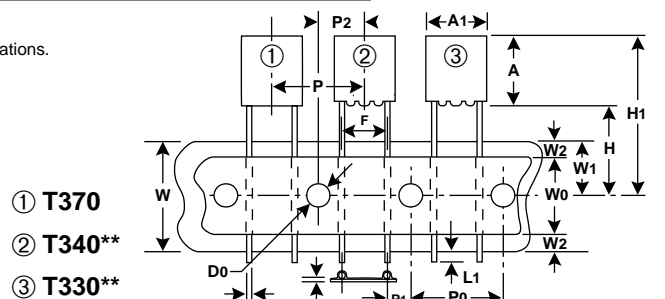 ations.
P2
A1
① ② ③
P
A
H1
F
H
W2
W1
W
W0
① T370
② T340**
W2
D0
L1
③ T330**
P1
P0